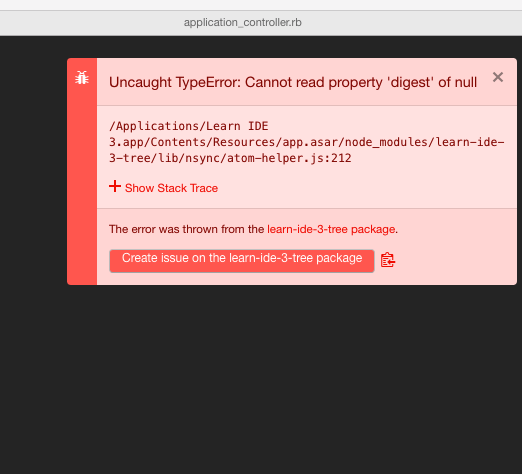 application_controller.rb
Uncaught TypeError: Cannot read property 'digest' of null
/Applications/Learn IDE
3.app/Contents/Resources/app.asar/node_modules/learn-ide-
3-tree/lib/nsync/atom-helper.js:212
Show Stack Trace
The error was thrown from the learn-ide-3-tree package.
Create issue on the learn-ide-3-tree package